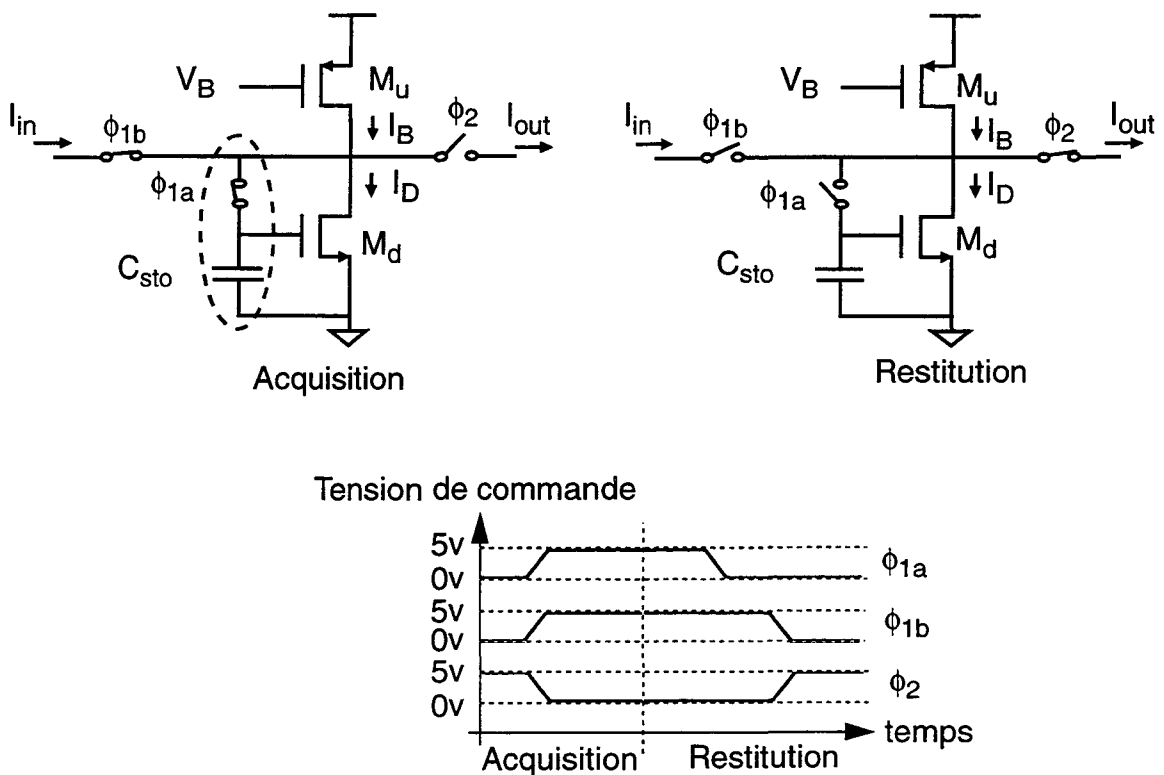 V_B
M_u
I_in
ϕ_1b
I_B
ϕ_2
I_out
ϕ_1a
I_D
M_d
C_sto
Acquisition
V_B
M_u
I_in
ϕ_1b
I_B
ϕ_2
I_out
ϕ_1a
I_D
M_d
C_sto
Restitution
Tension de commande
5v
0v
ϕ_1a
5v
0v
ϕ_1b
5v
0v
ϕ_2
temps
Acquisition
Restitution